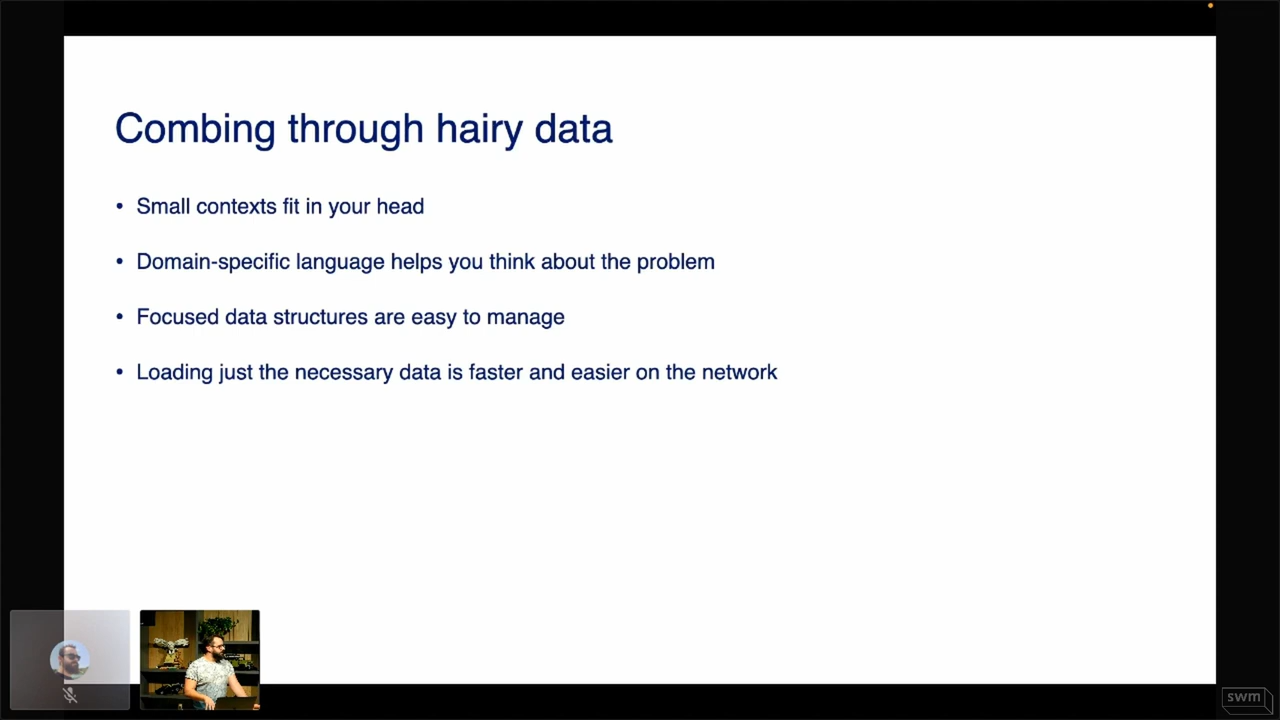 Combing through hairy data
• Small contexts fit in your head
• Domain-specific language helps you think about the problem
• Focused data structures are easy to manage
• Loading just the necessary data is faster and easier on the network
swm